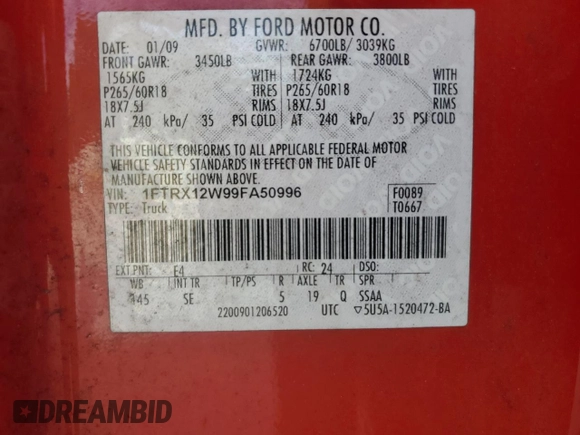 MFD. BY FORD MOTOR CO.
DATE: 01/09 GVWR: 6700LB/ 3039KG
FRONT GAWR: 3450LB REAR GAWR: 3800LB
1565KG WITH 1724KG WITH
P265/60R18 TIRES P265/60R18 TIRES
18X7.5J RIMS 18X7.5J RIMS
AT 240 kPa/ 35 PSI COLD AT 240 kPa/ 35 PSI COLD
THIS VEHICLE CONFORMS TO ALL APPLICABLE FEDERAL MOTOR
VEHICLE SAFETY STANDARDS IN EFFECT ON THE DATE OF
MANUFACTURE SHOWN ABOVE.
VIN: 1FTRX12W99FA50996 F0089
TYPE: Truck T0667
EXT PNT: E4 RC: 24 DSO:
WB INT TR TP/PS R AXLE TR SPR
145 SE 5 19 Q SSAA
2200901206520 UTC ▽5U5A-1520472-BA
DREAMBID